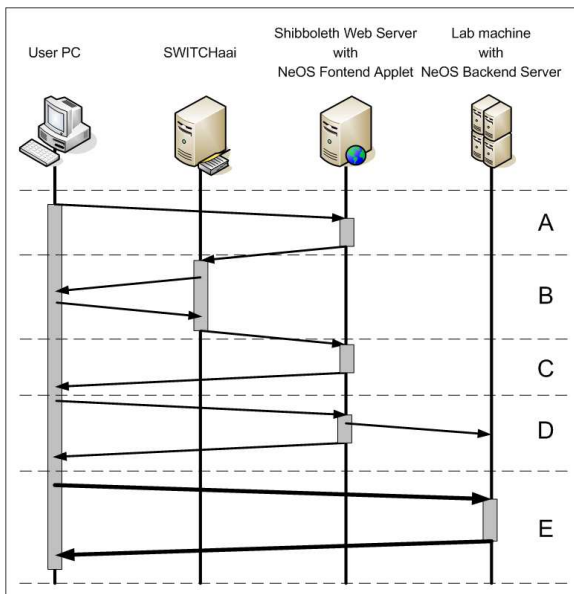 User PC
SWITCHaai
Shibboleth Web Server
with
NeOS Fontend Applet
Lab machine
with
NeOS Backend Server
A
B
C
D
E